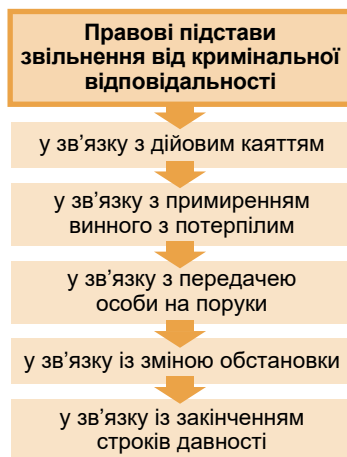 Правові підстави
звільнення від кримінальної
відповідальності
у зв'язку з дійовим каяттям
у зв'язку з примиренням
винного з потерпілим
у зв'язку з передачею
особи на поруки
у зв'язку із зміною обстановки
у зв'язку із закінченням
строків давності